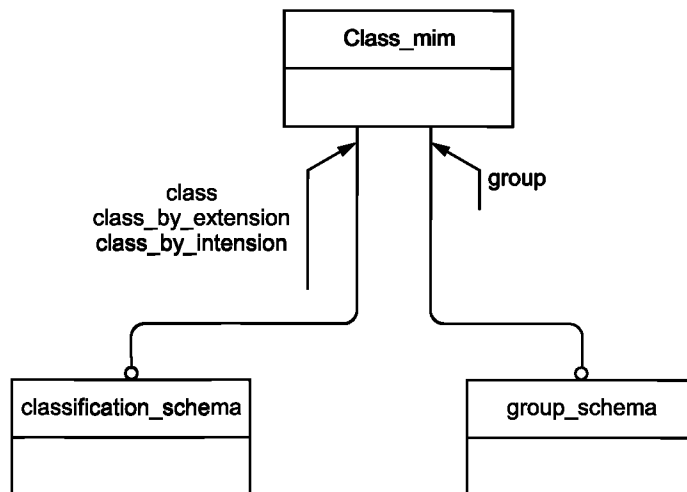 Class_mim
class
class_by_extension
class_by_intension
group
classification_schema
group_schema